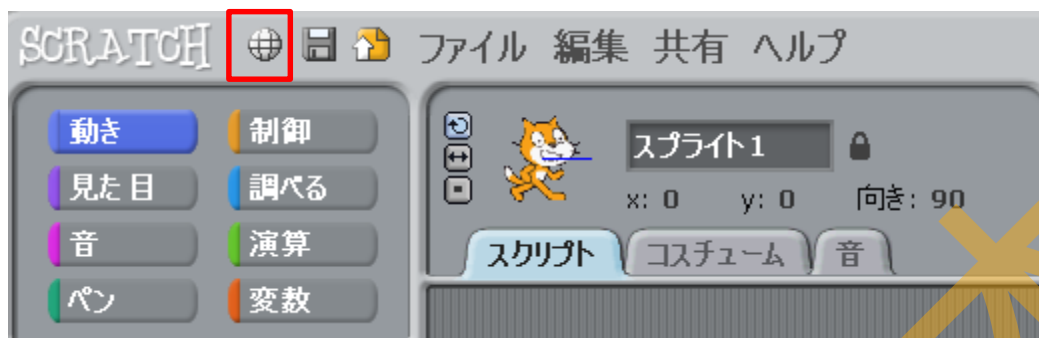 SCRATCH ファイル 編集 共有 ヘルプ
動き 制御
見た目 調べる
音 演算
ペン 変数
スプライト1
x: 0 y: 0 向き: 90
スクリプト コスチューム 音